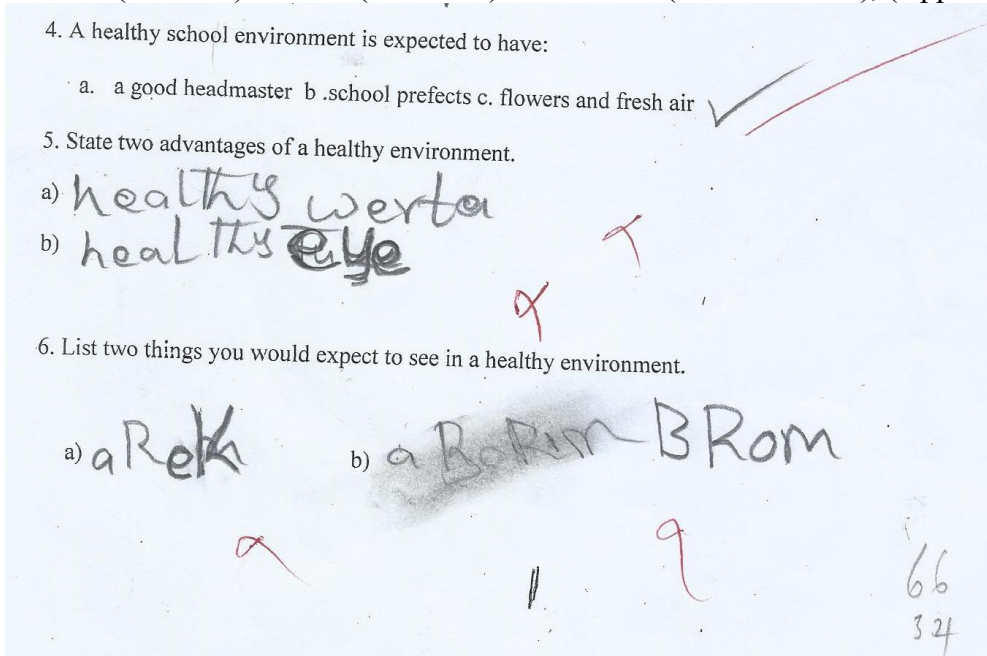 4. A healthy school environment is expected to have:
a. a good headmaster b .school prefects c. flowers and fresh air
5. State two advantages of a healthy environment.
a) healthy werta
b) healthy eye
6. List two things you would expect to see in a healthy environment.
a) a Rek b) a BRom
66
34